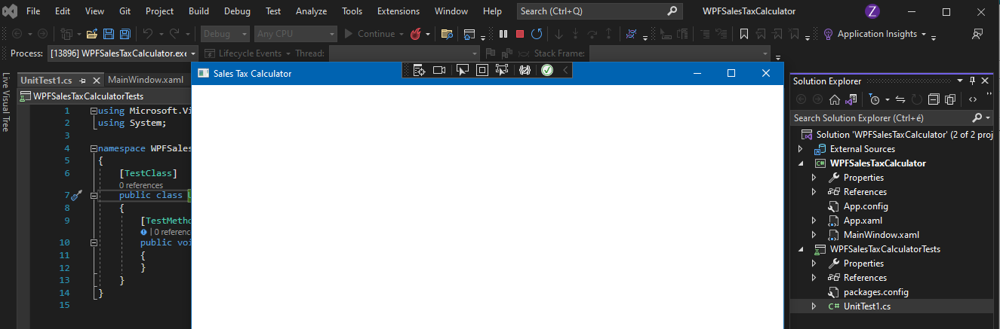 File Edit View Git Project Build Debug Test Analyze Tools Extensions Window Help Search (Ctrl+Q) WPFSalesTaxCalculator Z
Debug Any CPU Continue Application Insights
Process: [13896] WPFSalesTaxCalculator.exe Lifecycle Events Thread: Stack Frame:
Live Visual Tree
UnitTest1.cs MainWindow.xaml
WPFSalesTaxCalculatorTests
1 using Microsoft.Vi
2 using System;
3
4 namespace WPFSales
5 {
6 [TestClass]
0 references
7 public class
8 {
9 [TestMetho
0 reference
10 public voi
11 {
12 }
13 }
14 }
15
Sales Tax Calculator
Solution Explorer
Search Solution Explorer (Ctrl+é)
Solution 'WPFSalesTaxCalculator' (2 of 2 proj
External Sources
C# WPFSalesTaxCalculator
Properties
References
App.config
App.xaml
MainWindow.xaml
WPFSalesTaxCalculatorTests
Properties
References
packages.config
C# UnitTest1.cs